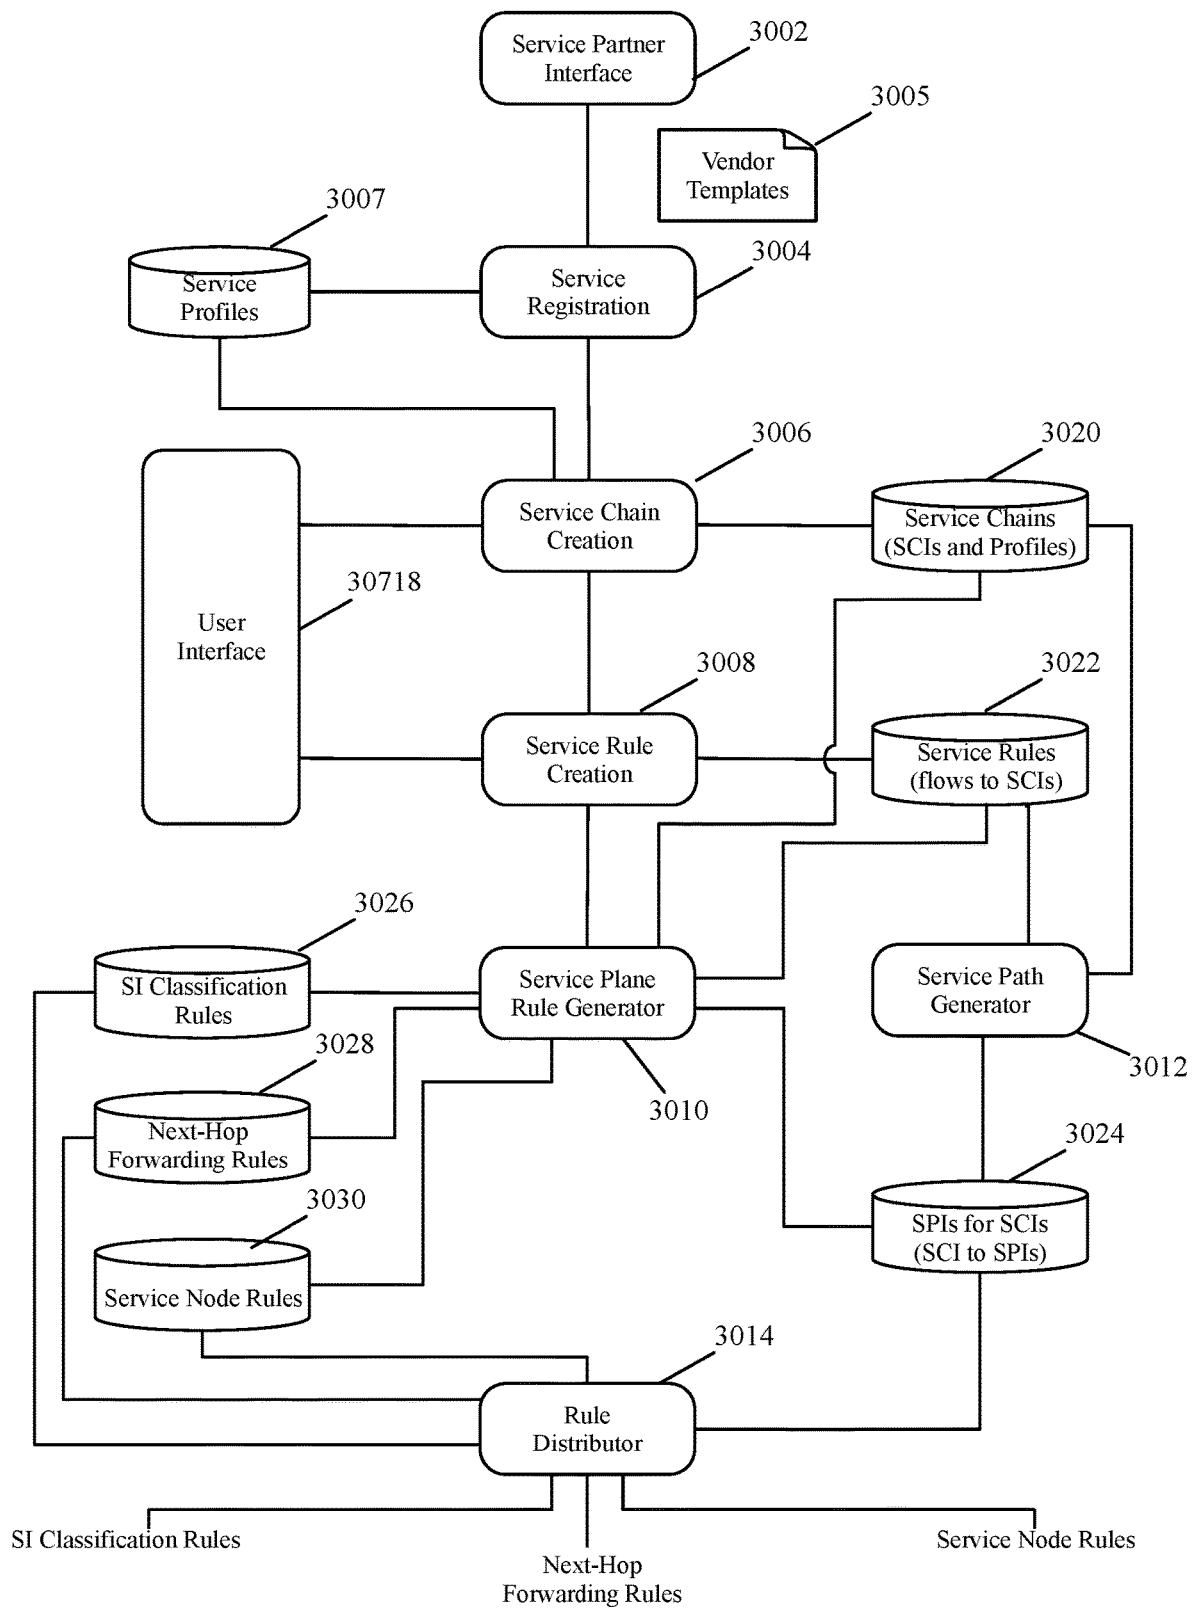 Service Partner
Interface
3002
3005
Vendor
Templates
3007
Service
Profiles
3004
Service
Registration
3006
3020
Service Chain
Creation
Service Chains
(SCIs and Profiles)
30718
User
Interface
3008
3022
Service Rule
Creation
Service Rules
(flows to SCIs)
3026
SI Classification
Rules
Service Plane
Rule Generator
Service Path
Generator
3028
3010
3012
Next-Hop
Forwarding Rules
3024
3030
SPIs for SCIs
(SCI to SPIs)
Service Node Rules
3014
Rule
Distributor
SI Classification Rules
Service Node Rules
Next-Hop
Forwarding Rules